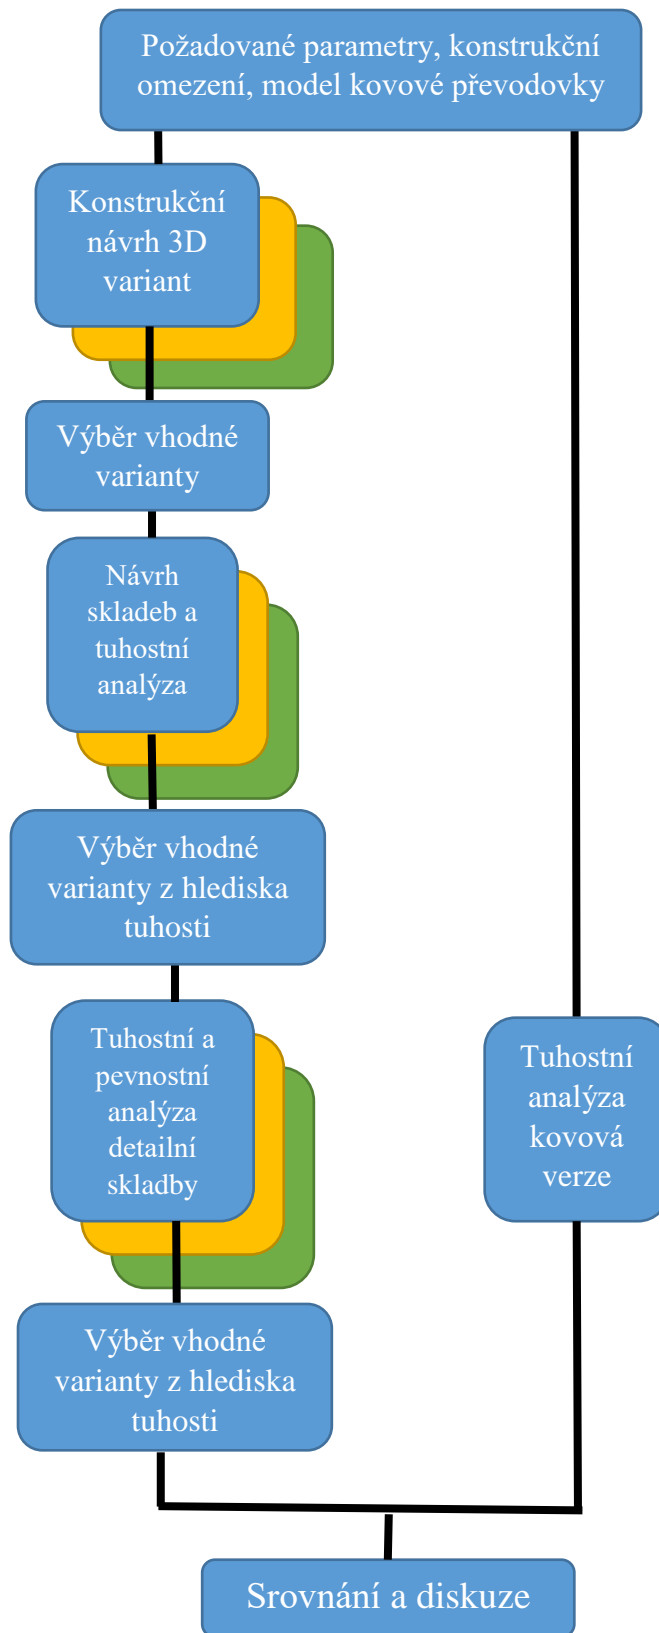 Požadované parametry, konstrukční
omezení, model kovové převodovky
Konstrukční
návrh 3D
variant
Výběr vhodné
varianty
Návrh
skladeb a
tuhostní
analýza
Výběr vhodné
varianty z hlediska
tuhosti
Tuhostní a
pevnostní
analýza
detailní
skladby
Tuhostní
analýza
kovová
verze
Výběr vhodné
varianty z hlediska
tuhosti
Srovnání a diskuze